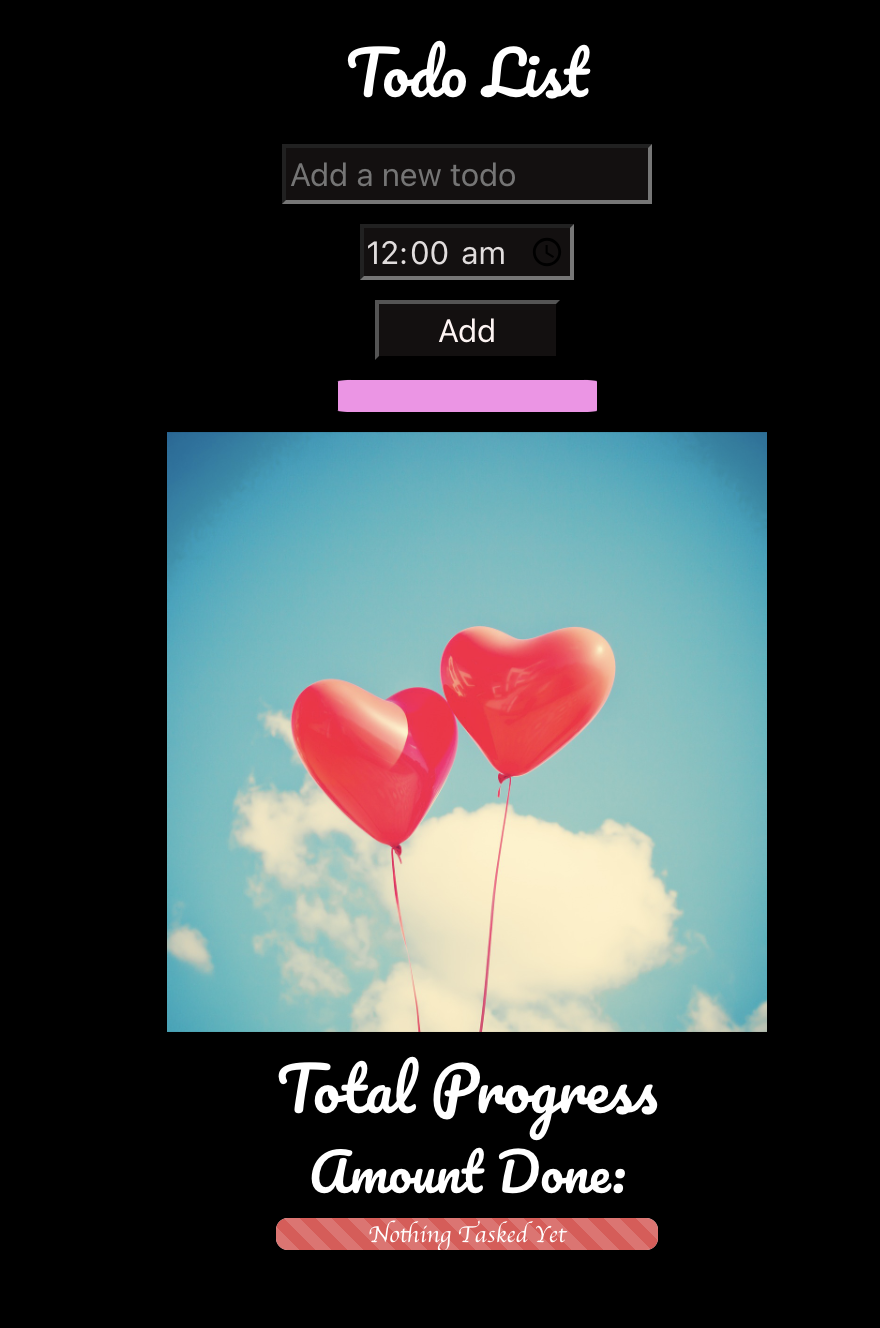 Todo List
Add a new todo
12:00 am
Add
Total Progress
Amount Done:
Nothing Tasked Yet